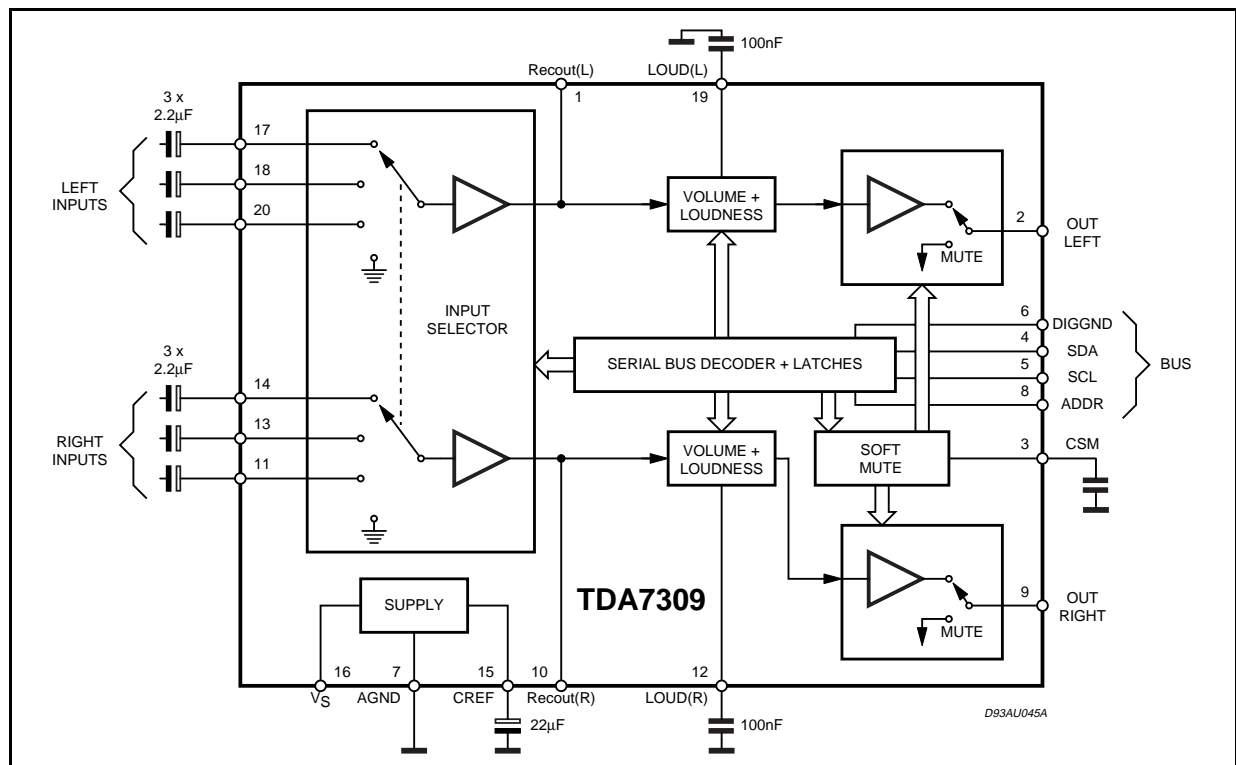 100nF
Recout(L)
LOUD(L)
1
19
3 x
2.2µF
17
18
20
LEFT
INPUTS
VOLUME +
LOUDNESS
2
OUT
LEFT
MUTE
INPUT
SELECTOR
SERIAL BUS DECODER + LATCHES
6
DIGGND
4
SDA
5
SCL
8
ADDR
BUS
3 x
2.2µF
14
13
11
RIGHT
INPUTS
VOLUME +
LOUDNESS
SOFT
MUTE
3
CSM
SUPPLY
TDA7309
9
OUT
RIGHT
MUTE
16
7
15
10
12
VS
AGND
CREF
Recout(R)
LOUD(R)
22µF
100nF
D93AU045A